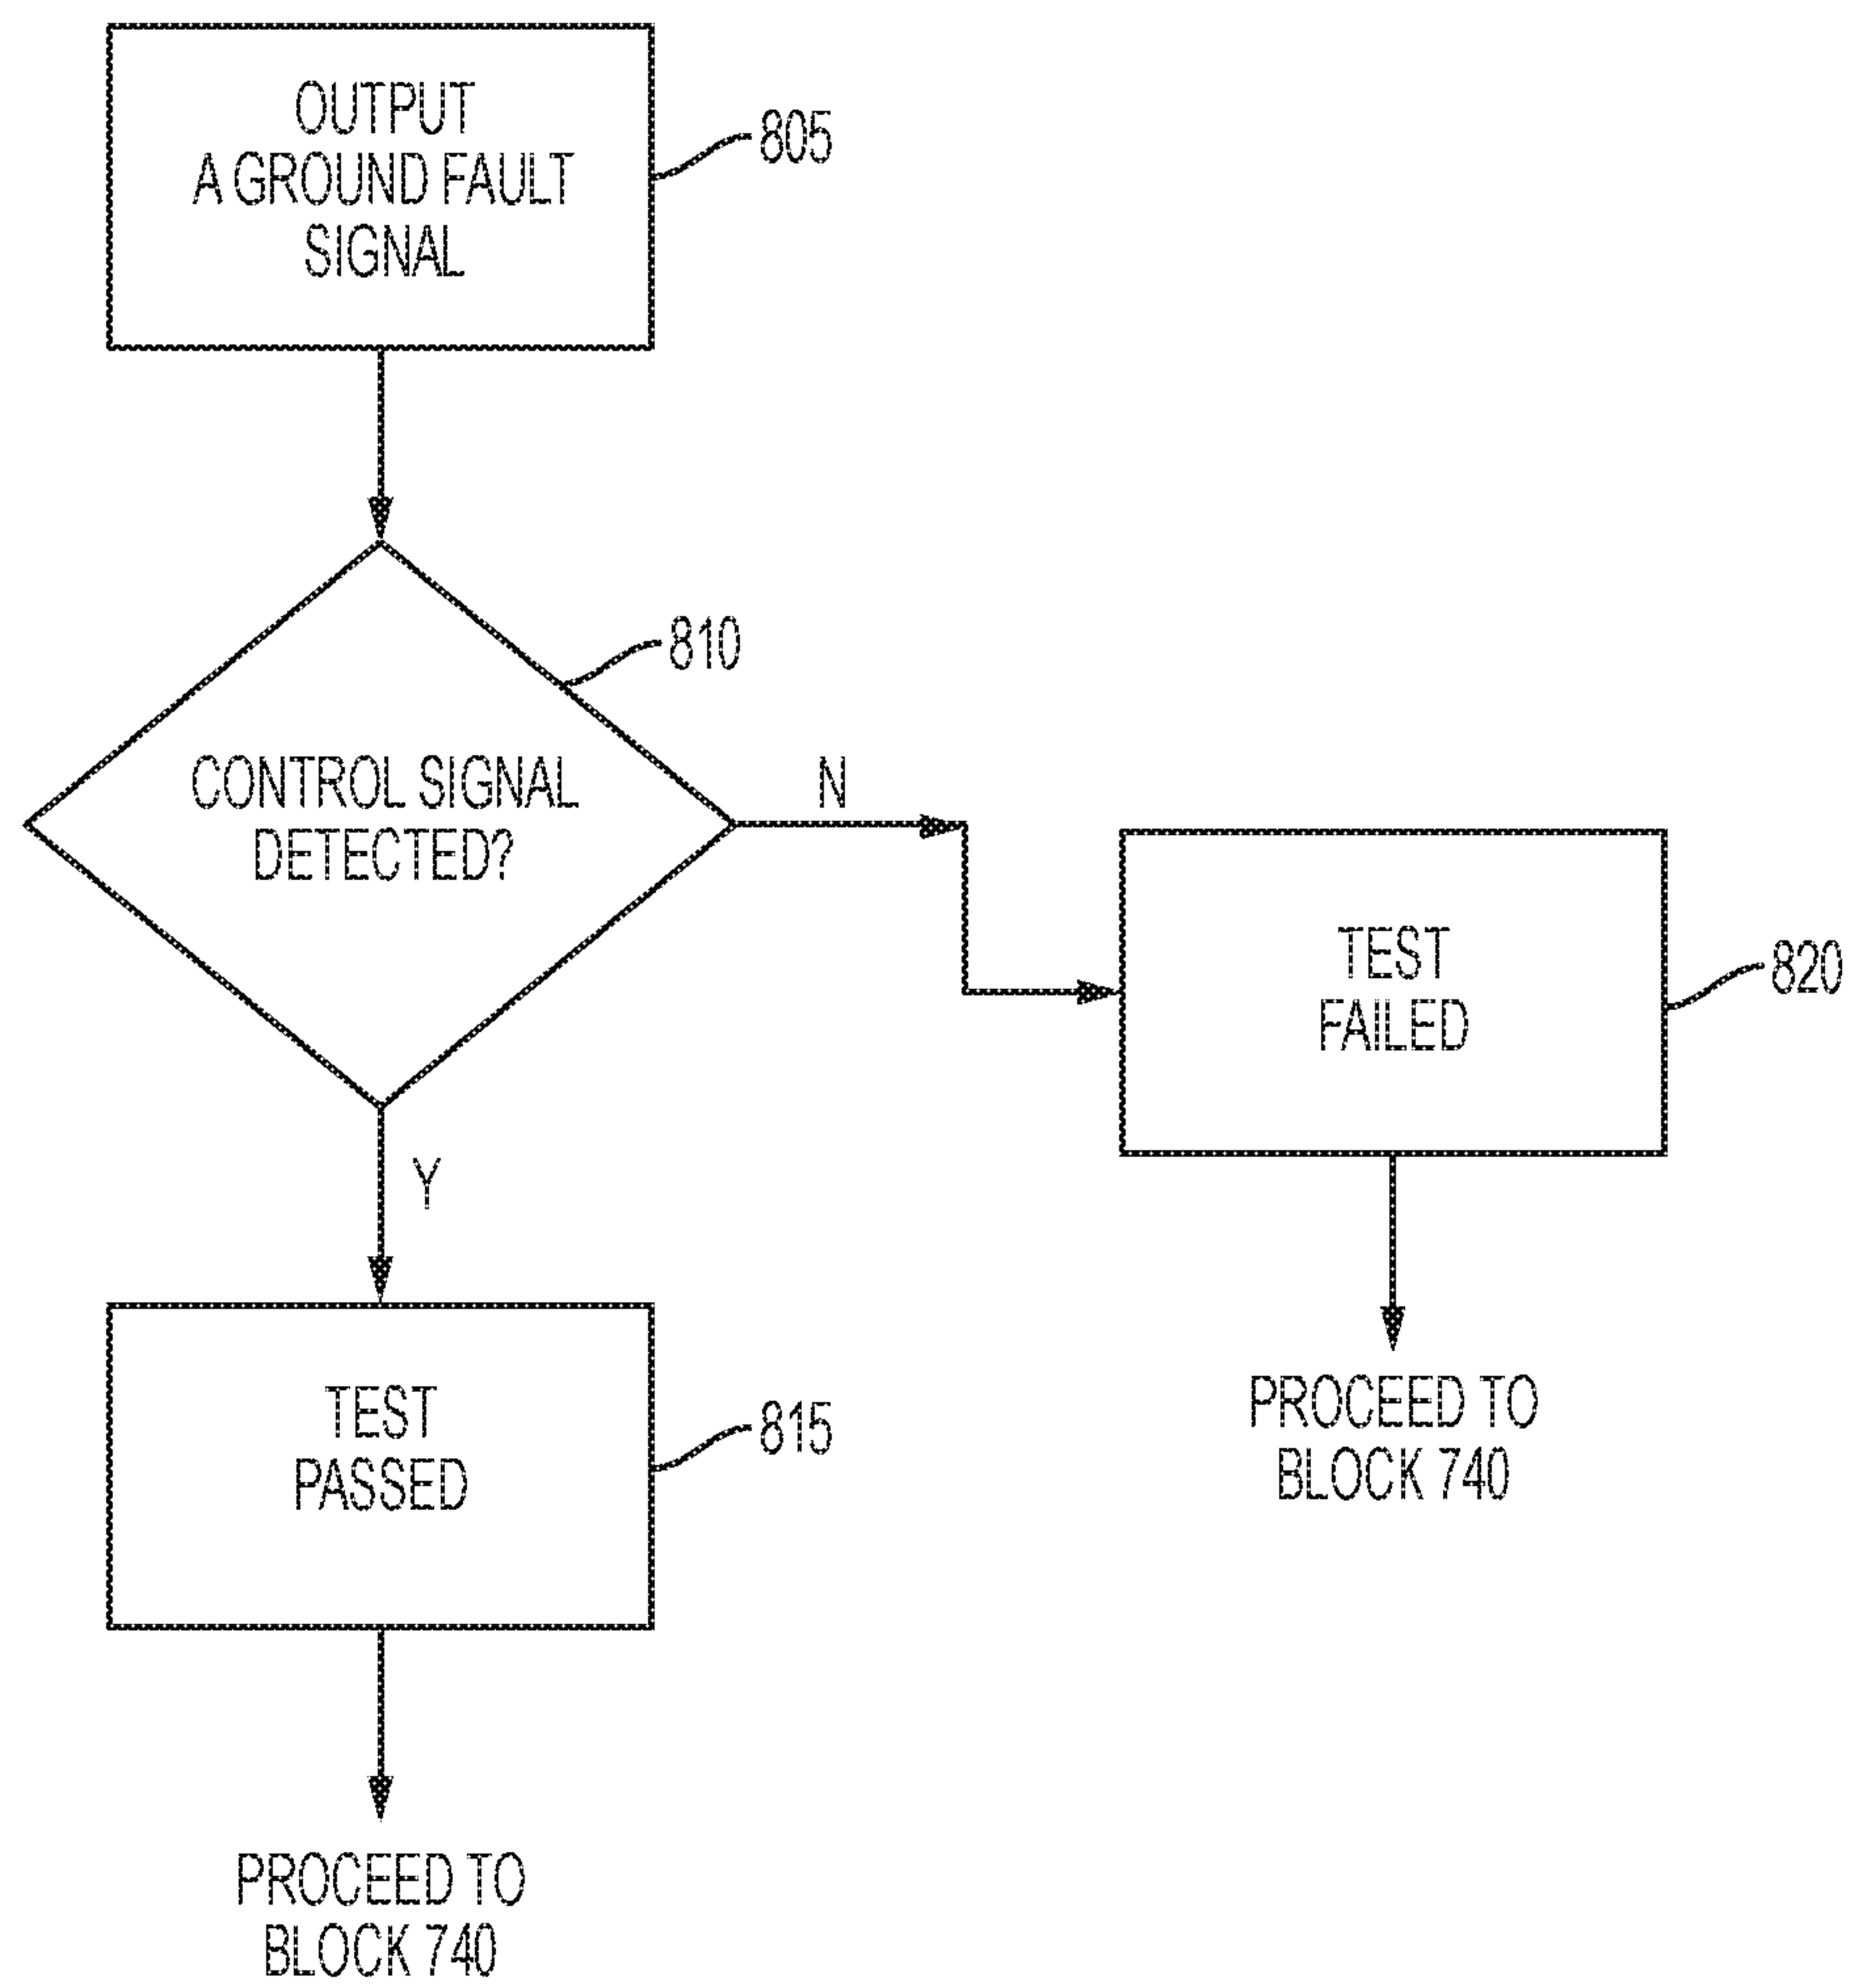 OUTPUT
A GROUND FAULT
SIGNAL
805
810
CONTROL SIGNAL
DETECTED?
N
TEST
FAILED
820
Y
PROCEED TO
BLOCK 740
TEST
PASSED
815
PROCEED TO
BLOCK 740